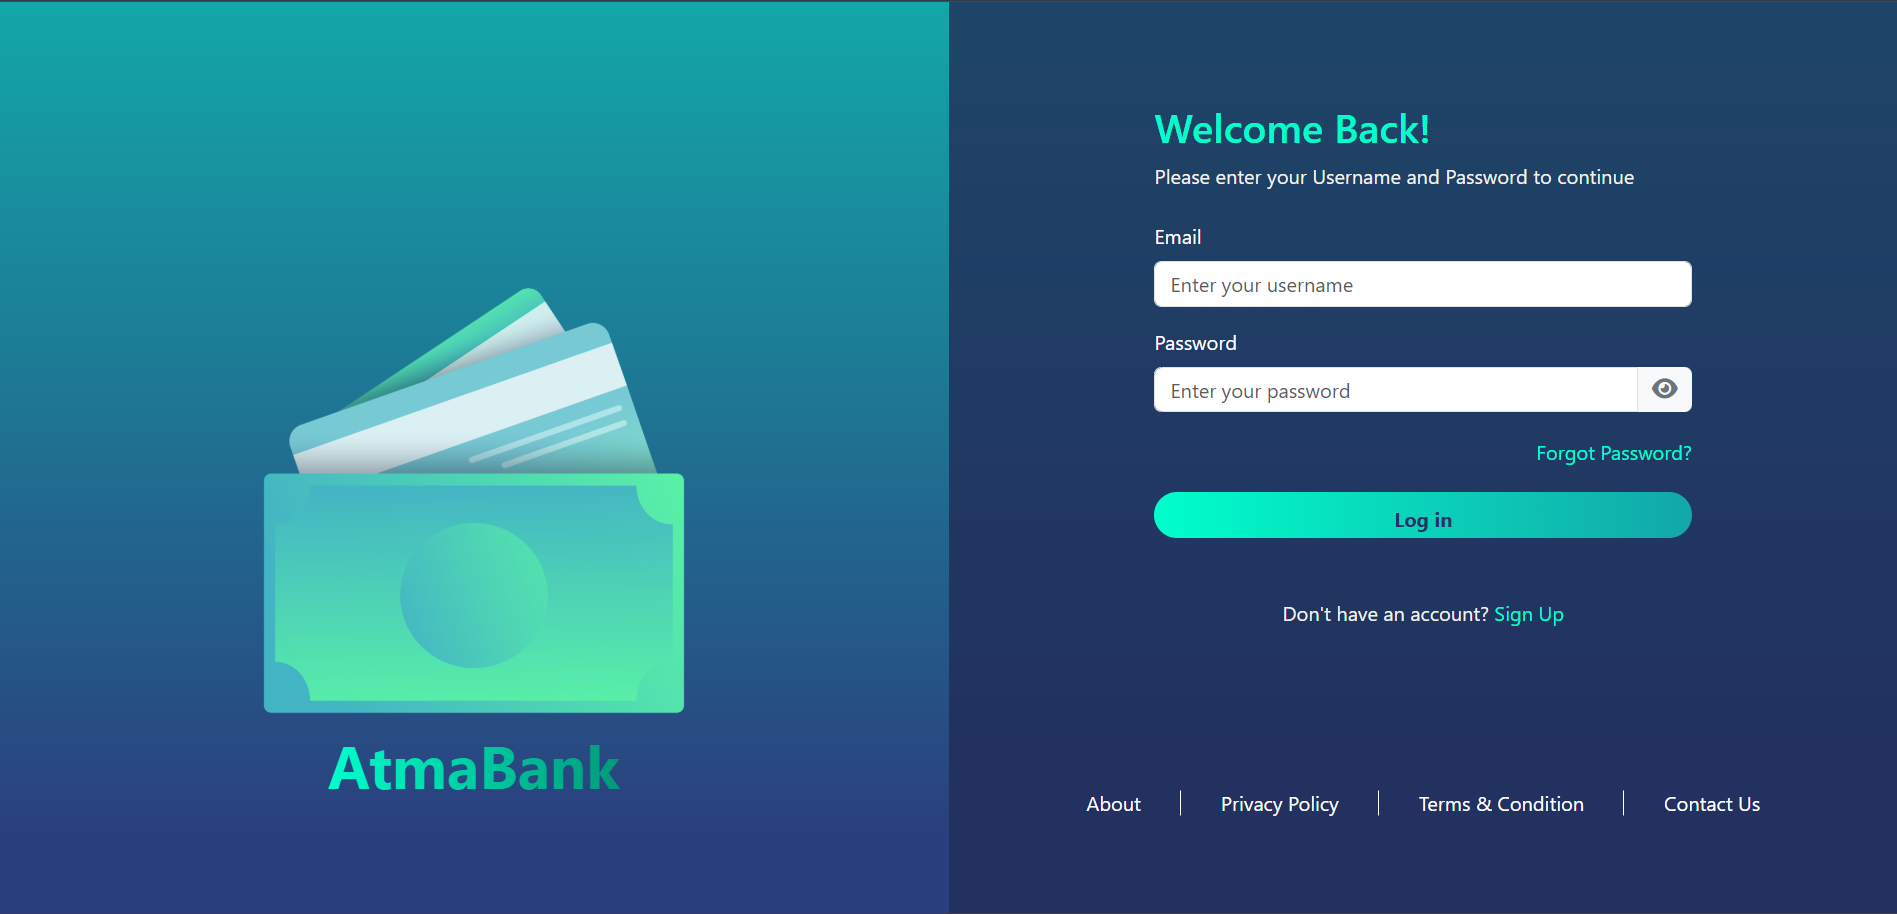 AtmaBank
Welcome Back!
Please enter your Username and Password to continue
Email
Enter your username
Password
Enter your password
Forgot Password?
Log in
Don't have an account? Sign Up
About
Privacy Policy
Terms & Condition
Contact Us